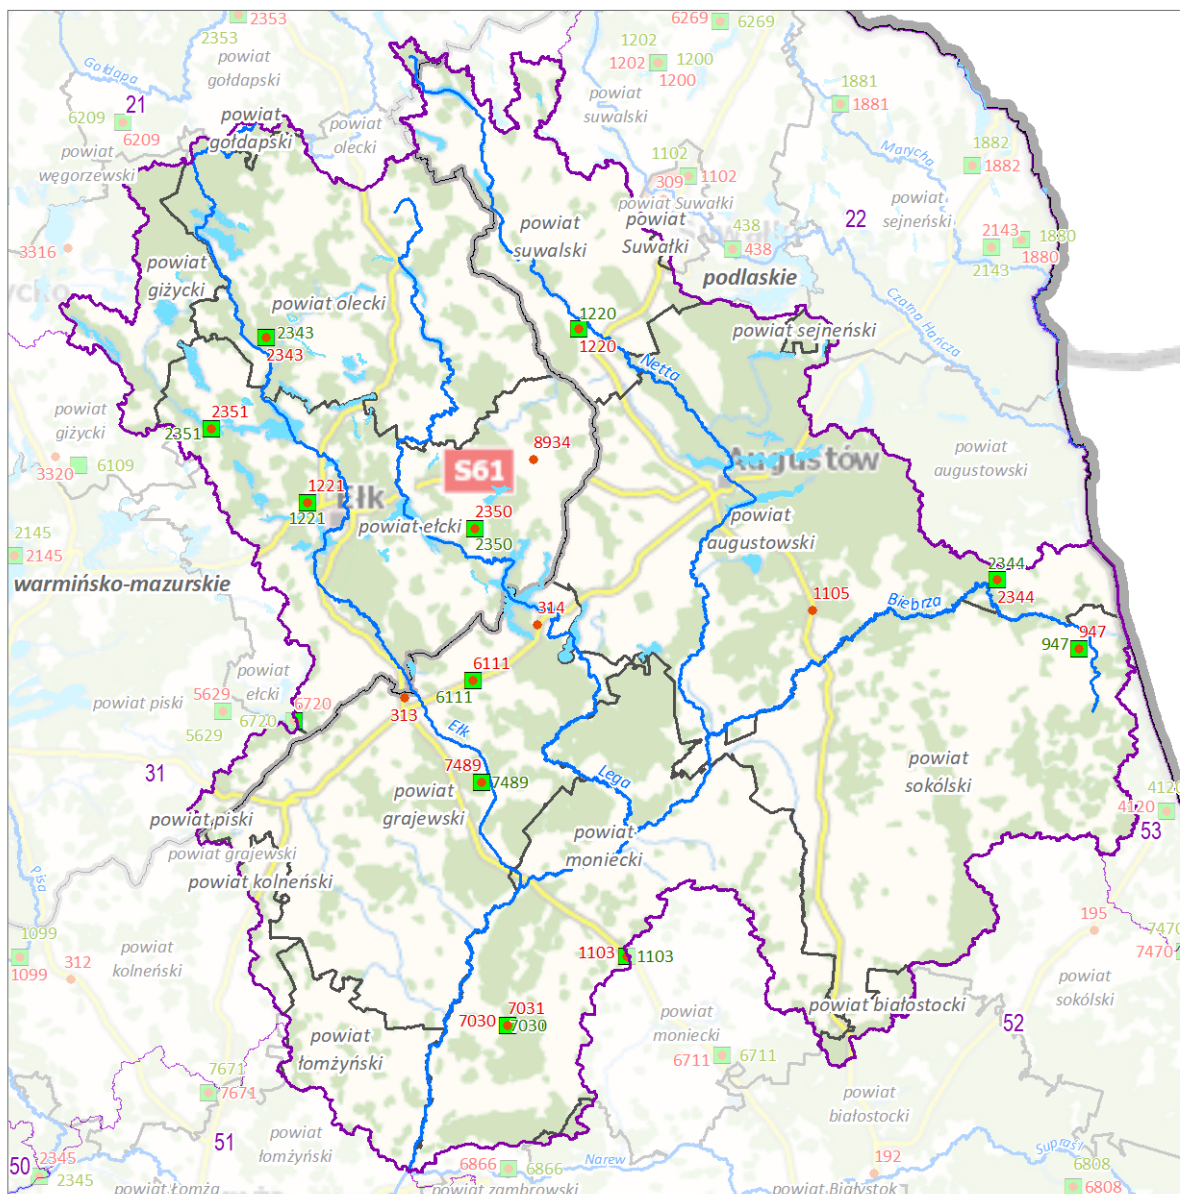 2353
2353
powiat
gołdapski
Gołdapa
21
6209
6209
powiat
węgorzewski
powiat
gołdapski
powiat
olecki
1202
1202
1200
1200
powiat
suwalski
6269
6269
1881
1881
Marycha
1882
1882
powiat
sejneński
22
2143
2143
1880
1880
1102
1102
309
powiat Suwałki
powiat
Suwałki
438
438
podlaskie
Czarna Hańcza
3316
powiat
giżycki
powiat olecki
powiat
suwalski
1220
1220
Netta
powiat sejneński
2343
2343
2351
2351
powiat
giżycki
3320
6109
8934
S61
Augustów
powiat
augustowski
1221
1221
Ełk
powiat ełcki
2350
2350
powiat
augustowski
2145
2145
warmińsko-mazurskie
2344
2344
Biebrza
1105
314
947
947
6111
6111
313
powiat
ełcki
powiat piski
5629
5629
6720
6720
Ełk
31
7489
7489
Lega
powiat
grajewski
powiat
sokólski
4120
4120
53
powiat piski
powiat grajewski
powiat kolneński
powiat
moniecki
Pisa
1099
1099
312
powiat
kolneński
1103
1103
195
7470
7470
powiat
sokólski
powiat białostocki
52
7031
7030
7030
powiat
moniecki
6711
6711
powiat
łomżyński
7671
7671
powiat
białostocki
51
powiat
łomżyński
50
2345
2345
powiat Łomża
6866
6866
powiat zambrowski
Narew
192
powiat Białystok
Supraśl
6808
6808